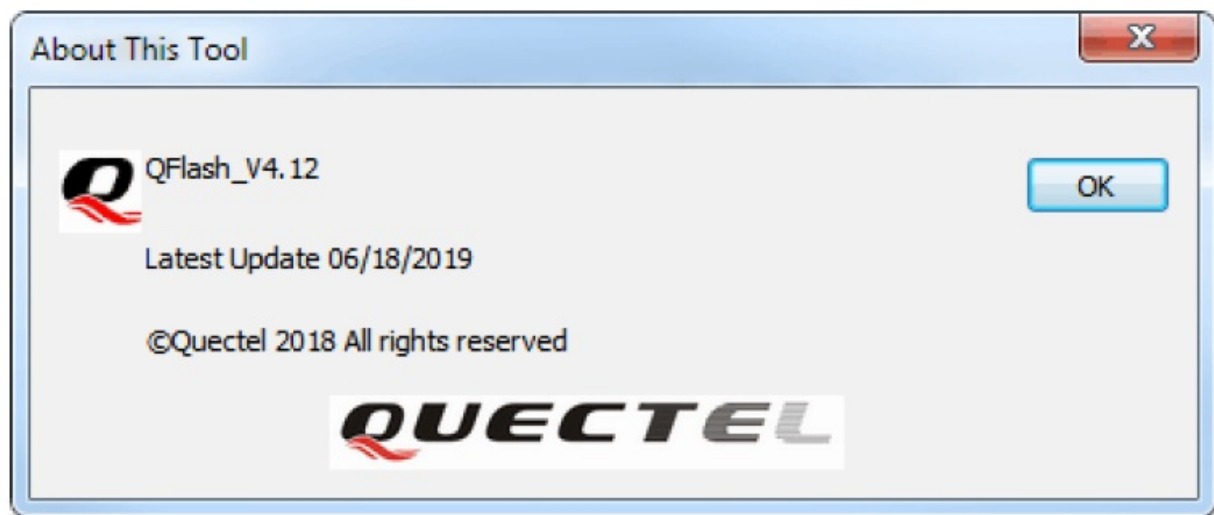 About This Tool
QFlash_V4.12
OK
Latest Update 06/18/2019
©Quectel 2018 All rights reserved
QUECTEL